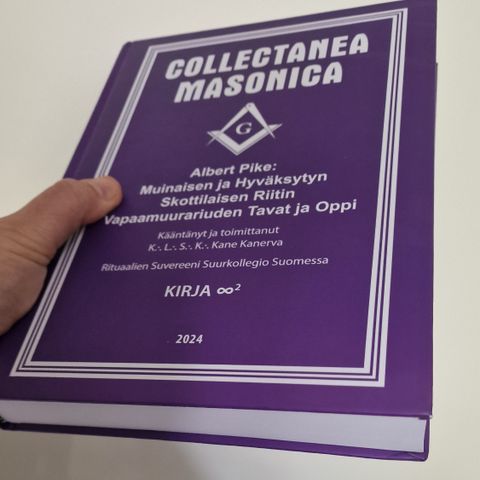 COLLECTANEA
MASONICA
G
Albert Pike:
Muinaisen ja Hyväksytyn
Skottilaisen Riitin
Vapaamuurariuden Tavat ja Oppi
Kääntänyt ja toimittanut
K∴ L∴ S∴ K∴ Kane Kanerva
Rituaalien Suvereeni Suurkollegio Suomessa
KIRJA ∞²
2024